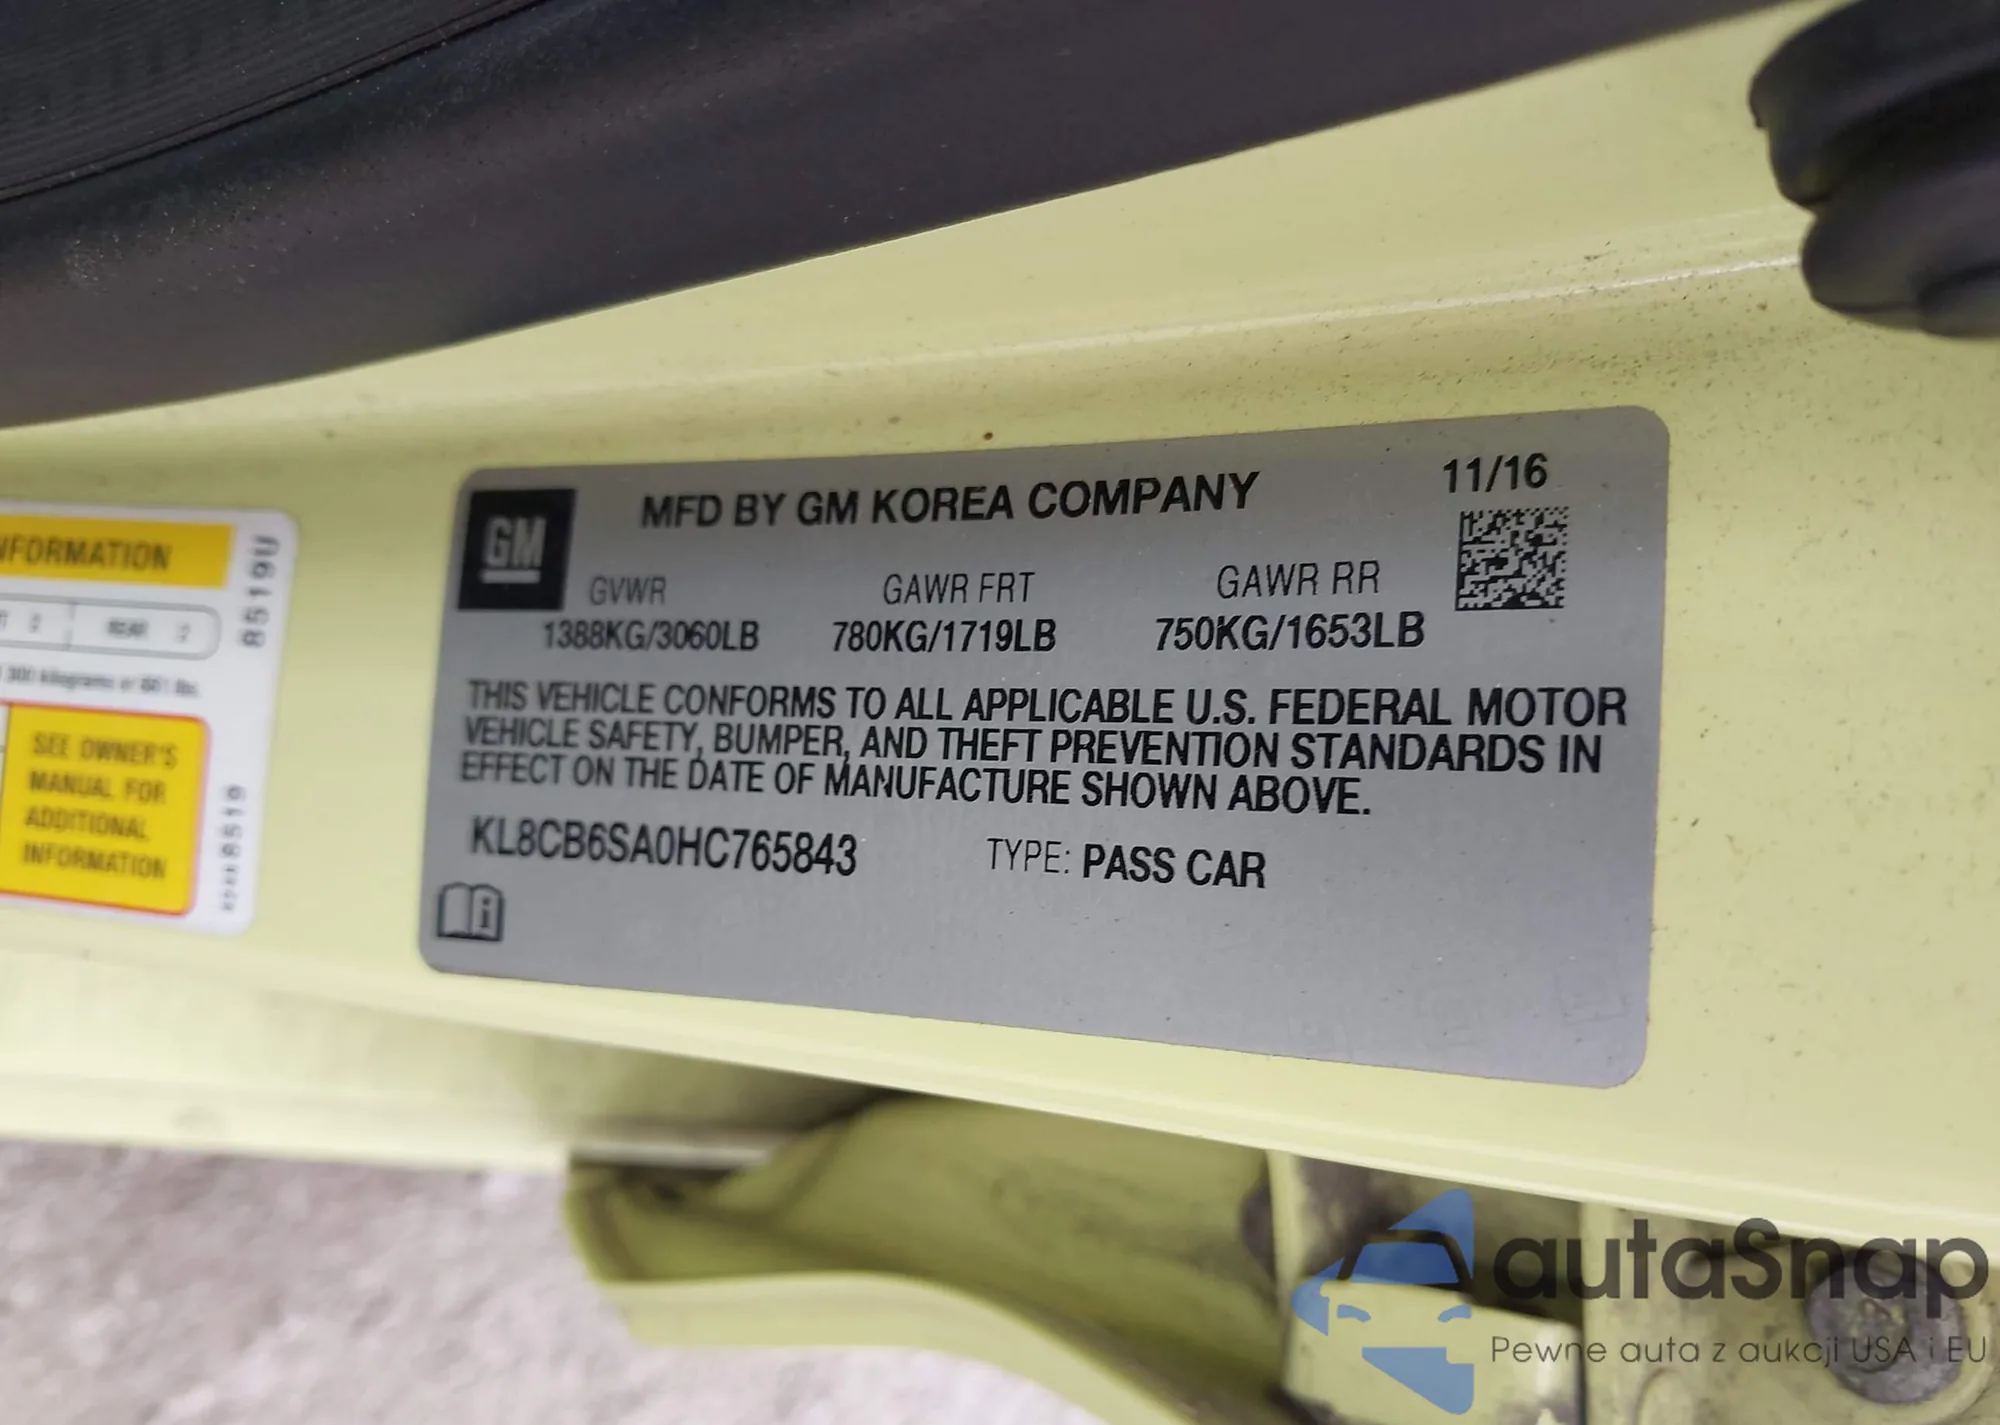 GM
MFD BY GM KOREA COMPANY
11/16
GVWR
GAWR FRT
GAWR RR
1388KG/3060LB
780KG/1719LB
750KG/1653LB
THIS VEHICLE CONFORMS TO ALL APPLICABLE U.S. FEDERAL MOTOR
VEHICLE SAFETY, BUMPER, AND THEFT PREVENTION STANDARDS IN
EFFECT ON THE DATE OF MANUFACTURE SHOWN ABOVE.
KL8CB6SA0HC765843
TYPE: PASS CAR
NFORMATION
8519U
REAR 2
SEE OWNER'S
MANUAL FOR
ADDITIONAL
INFORMATION
autaSnap
Pewne auta z aukcji USA i EU